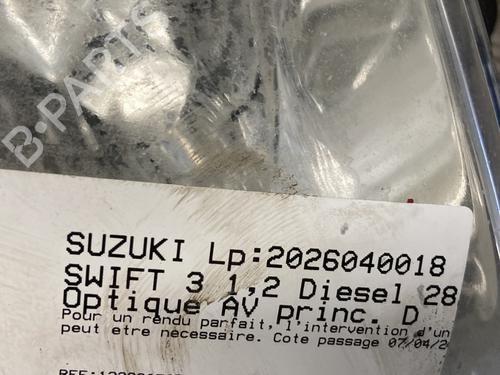 B-PARTS
SUZUKI Lp:2026040018
SWIFT 3 1,2 Diesel 28
Optique AV princ. D
Pour un rendu parfait, l'intervention d'un
peut etre nécessaire. Cote passage 07/04/2